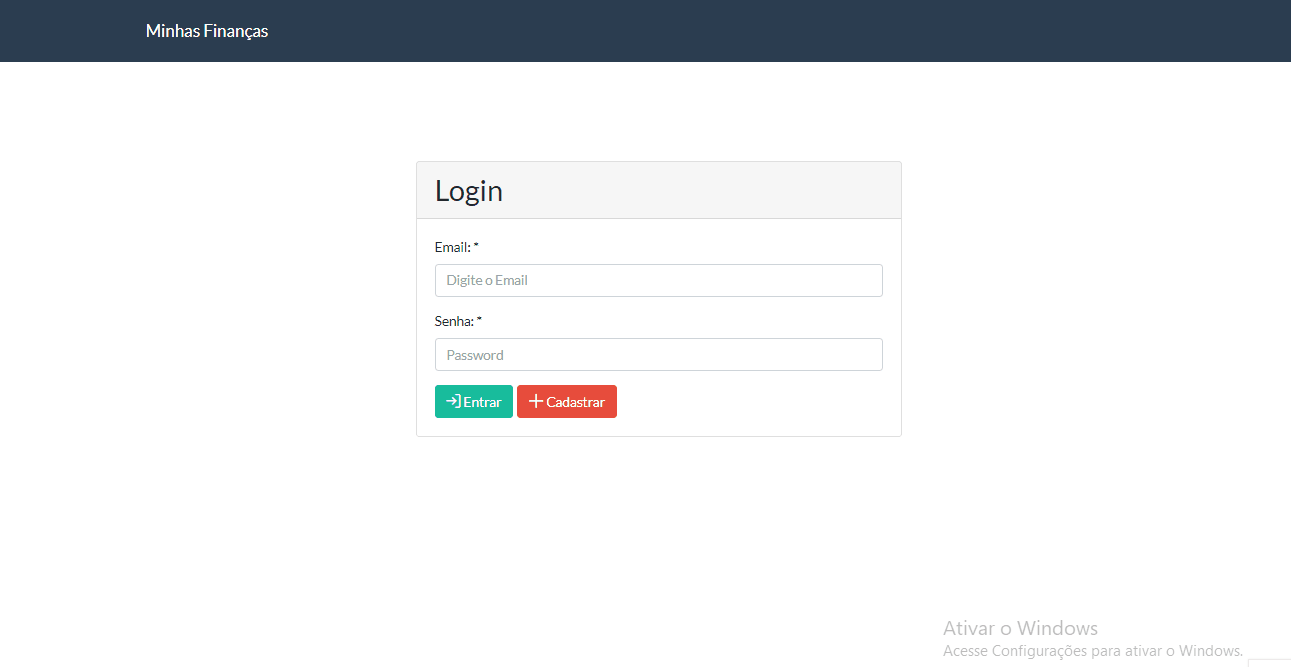 Minhas Finanças
Login
Email: *
Digite o Email
Senha: *
Password
Entrar Cadastrar
Ativar o Windows
Acesse Configurações para ativar o Windows.